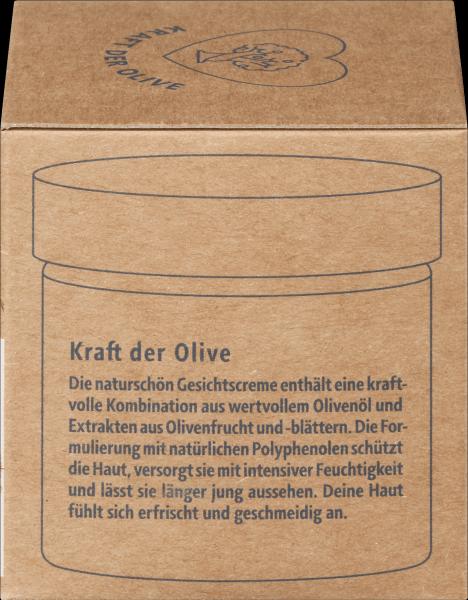 KRAFT DER OLIVE
Kraft der Olive
Die naturschön Gesichtscreme enthält eine kraft-
volle Kombination aus wertvollem Olivenöl und
Extrakten aus Olivenfrucht und -blättern. Die For-
mulierung mit natürlichen Polyphenolen schützt
die Haut, versorgt sie mit intensiver Feuchtigkeit
und lässt sie länger jung aussehen. Deine Haut
fühlt sich erfrischt und geschmeidig an.